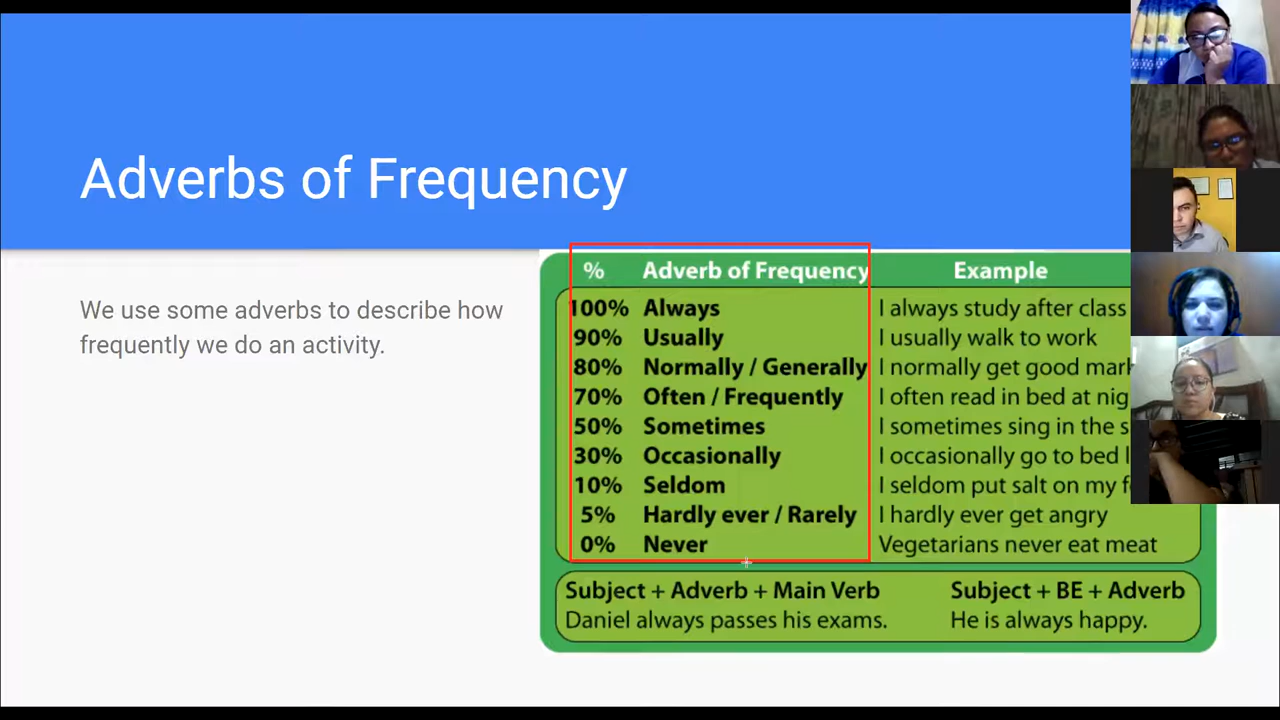 Adverbs of Frequency
We use some adverbs to describe how
frequently we do an activity.
% Adverb of Frequency Example
100% Always I always study after class
90% Usually I usually walk to work
80% Normally / Generally I normally get good
70% Often / Frequently I often read in bed at
50% Sometimes I sometimes sing in the
30% Occasionally I occasionally go to bed
10% Seldom I seldom put salt on my
5% Hardly ever / Rarely I hardly ever get angry
0% Never Vegetarians never eat meat
Subject + Adverb + Main Verb Subject + BE + Adverb
Daniel always passes his exams. He is always happy.